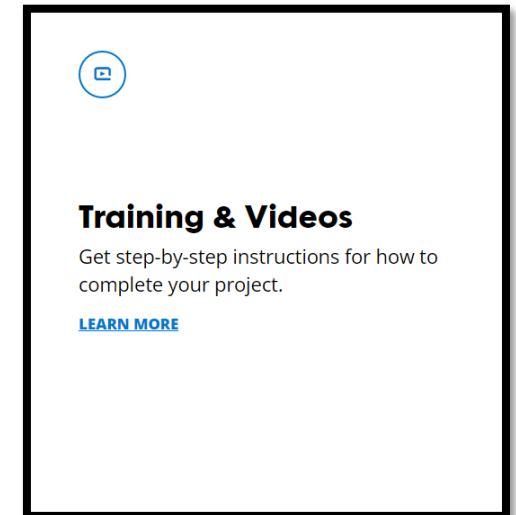 Training & Videos
Get step-by-step instructions for how to
complete your project.
LEARN MORE